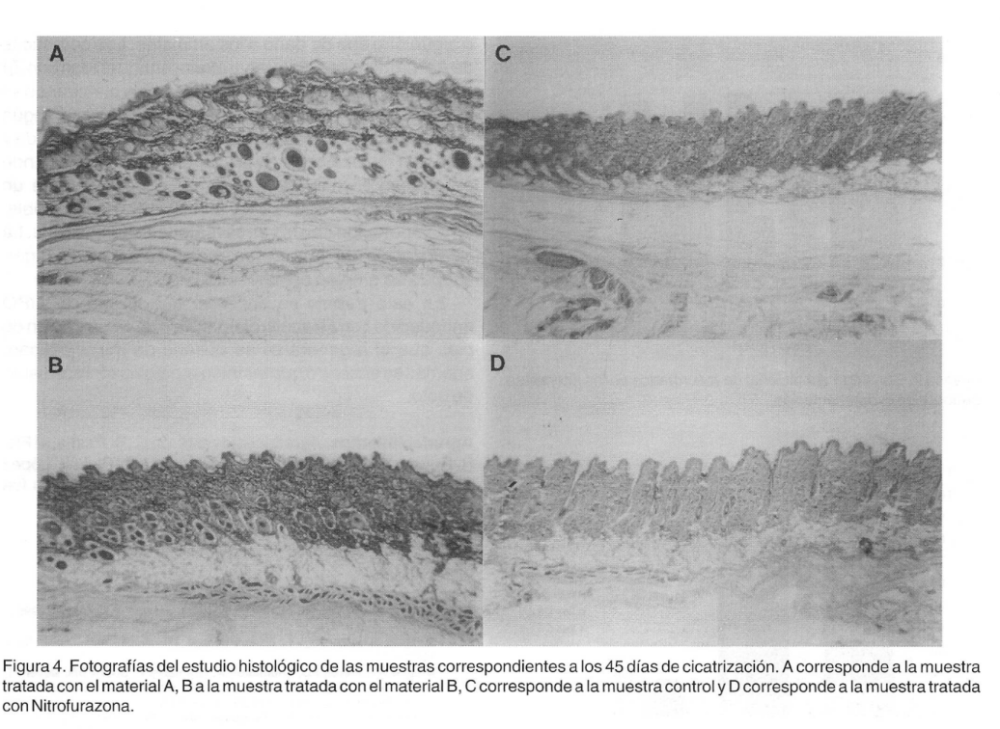 A
C
B
D
Figura 4. Fotografías del estudio histológico de las muestras correspondientes a los 45 días de cicatrización. A corresponde a la muestra
tratada con el material A, B a la muestra tratada con el material B, C corresponde a la muestra control y D corresponde a la muestra tratada
con Nitrofurazona.